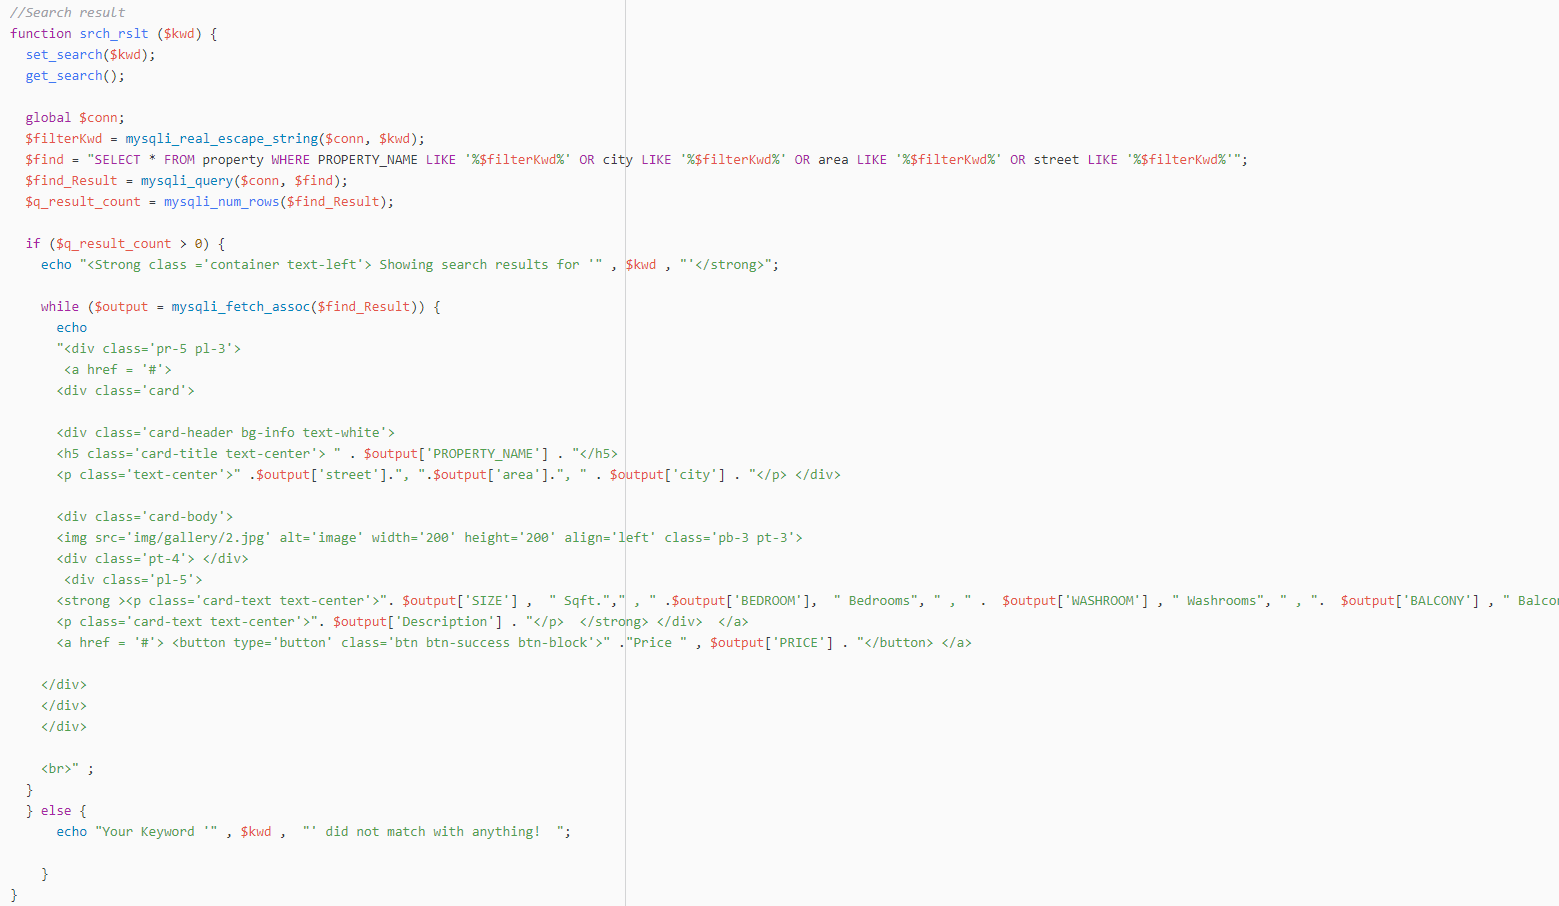 //Search result
function srch_rslt ($kwd) {
  set_search($kwd);
  get_search();

  global $conn;
  $filterKwd = mysqli_real_escape_string($conn, $kwd);
  $find = "SELECT * FROM property WHERE PROPERTY_NAME LIKE '%$filterKwd%' OR city LIKE '%$filterKwd%' OR area LIKE '%$filterKwd%' OR street LIKE '%$filterKwd%'";
  $find_Result = mysqli_query($conn, $find);
  $q_result_count = mysqli_num_rows($find_Result);

  if ($q_result_count > 0) {
    echo "<Strong class ='container text-left'> Showing search results for '" , $kwd , "'</strong>";

    while ($output = mysqli_fetch_assoc($find_Result)) {
      echo
      "<div class='pr-5 pl-3'>
       <a href = '#'>
      <div class='card'>

      <div class='card-header bg-info text-white'>
      <h5 class='card-title text-center'> " . $output['PROPERTY_NAME'] . "</h5>
      <p class='text-center'>" .$output['street'].", ".$output['area'].", " . $output['city'] . "</p> </div>

      <div class='card-body'>
      <img src='img/gallery/2.jpg' alt='image' width='200' height='200' align='left' class='pb-3 pt-3'>
      <div class='pt-4'> </div>
       <div class='pl-5'>
      <strong ><p class='card-text text-center'>". $output['SIZE'] ,  " Sqft."," , " .$output['BEDROOM'],  " Bedrooms", " , " .  $output['WASHROOM'] , " Washrooms", " , ".  $output['BALCONY'] , " Balcon
      <p class='card-text text-center'>". $output['Description'] . "</p>  </strong> </div>  </a>
      <a href = '#'> <button type='button' class='btn btn-success btn-block'>" ."Price " , $output['PRICE'] . "</button> </a>

    </div>
    </div>
    </div>

    <br>" ;
  }
  } else {
      echo "Your Keyword '" , $kwd ,  "' did not match with anything!  ";

    }
}